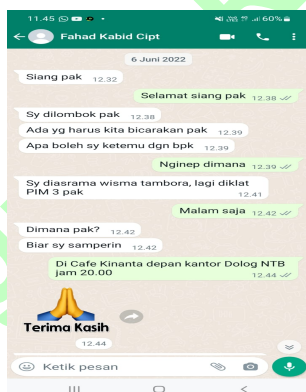 11.45
60%
Fahad Kabid Cipt
6 Juni 2022
Siang pak 12.32
Selamat siang pak 12.38
Sy dilombok pak 12.38
Ada yg harus kita bicarakan pak 12.39
Apa boleh sy ketemu dgn bpk 12.39
Nginep dimana 12.39
Sy diasrama wisma tambora, lagi diklat
PIM 3 pak 12.41
Malam saja 12.42
Dimana pak? 12.42
Biar sy samperin 12.42
Di Cafe Kinanta depan kantor Dolog NTB
jam 20.00 12.44
Terima Kasih
12.44
Ketik pesan